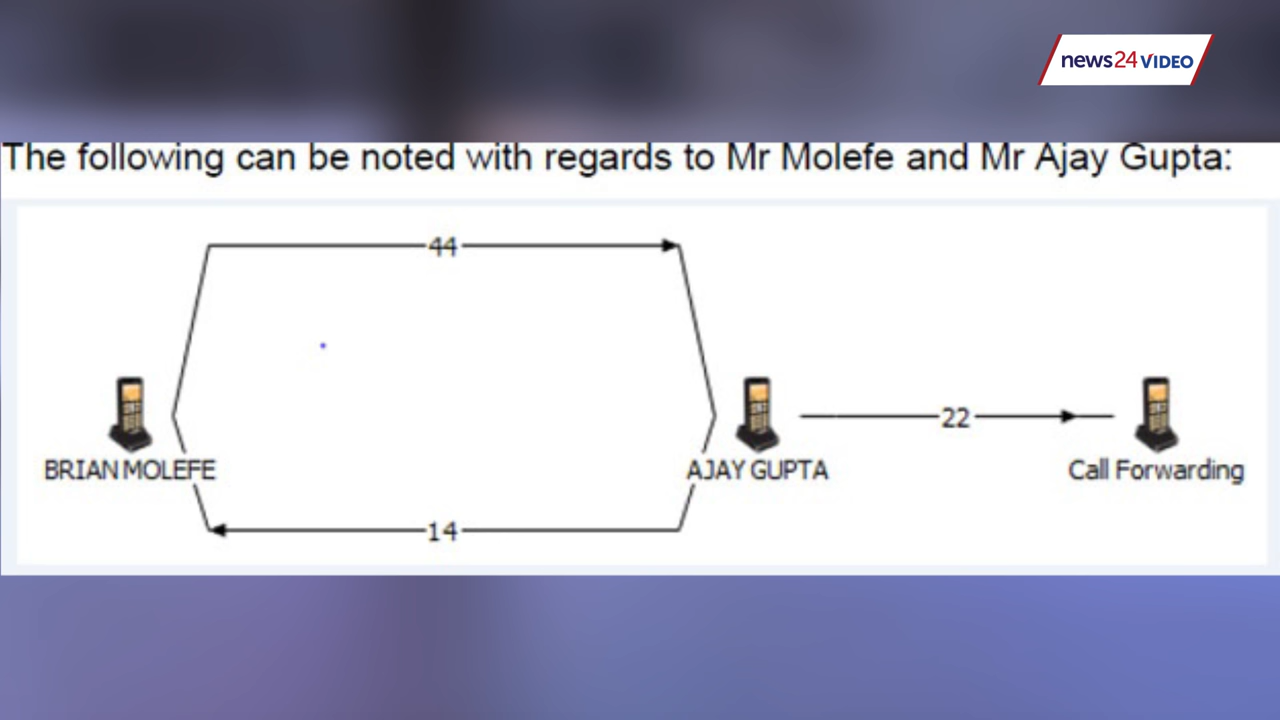 news24 VIDEO
The following can be noted with regards to Mr Molefe and Mr Ajay Gupta:
44
22
BRIAN MOLEFE
AJAY GUPTA
Call Forwarding
14